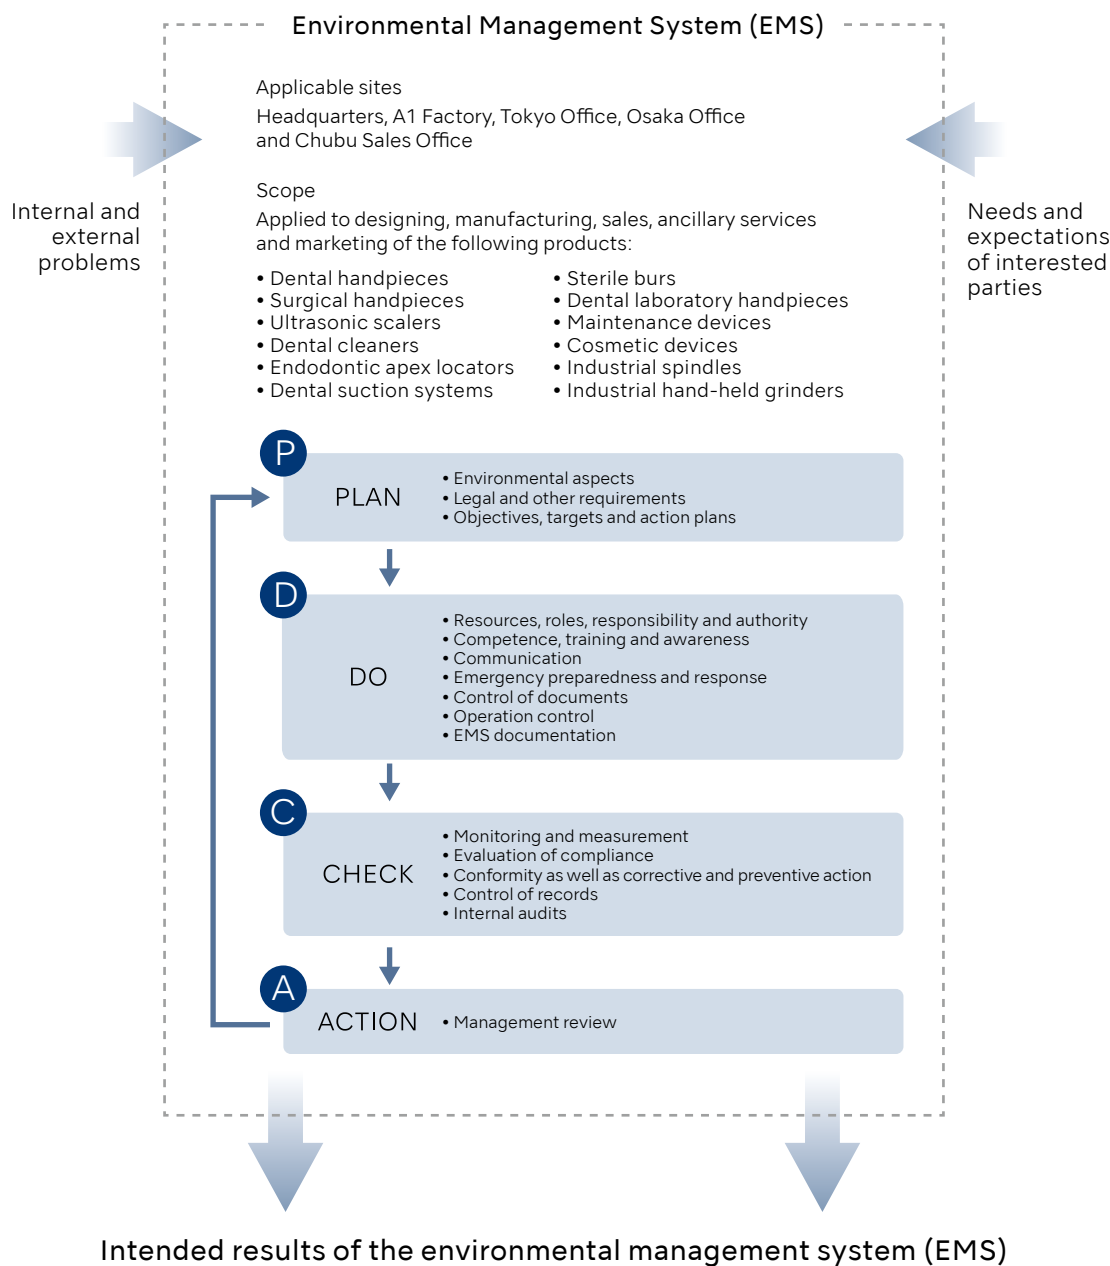 Environmental Management System (EMS)
Applicable sites
Headquarters, A1 Factory, Tokyo Office, Osaka Office
and Chubu Sales Office
Internal and
external
problems
Needs and
expectations
of interested
parties
Scope
Applied to designing, manufacturing, sales, ancillary services
and marketing of the following products:
• Dental handpieces
• Surgical handpieces
• Ultrasonic scalers
• Dental cleaners
• Endodontic apex locators
• Dental suction systems
• Sterile burs
• Dental laboratory handpieces
• Maintenance devices
• Cosmetic devices
• Industrial spindles
• Industrial hand-held grinders
P
PLAN
• Environmental aspects
• Legal and other requirements
• Objectives, targets and action plans
D
DO
• Resources, roles, responsibility and authority
• Competence, training and awareness
• Communication
• Emergency preparedness and response
• Control of documents
• Operation control
• EMS documentation
C
CHECK
• Monitoring and measurement
• Evaluation of compliance
• Conformity as well as corrective and preventive action
• Control of records
• Internal audits
A
ACTION
• Management review
Intended results of the environmental management system (EMS)